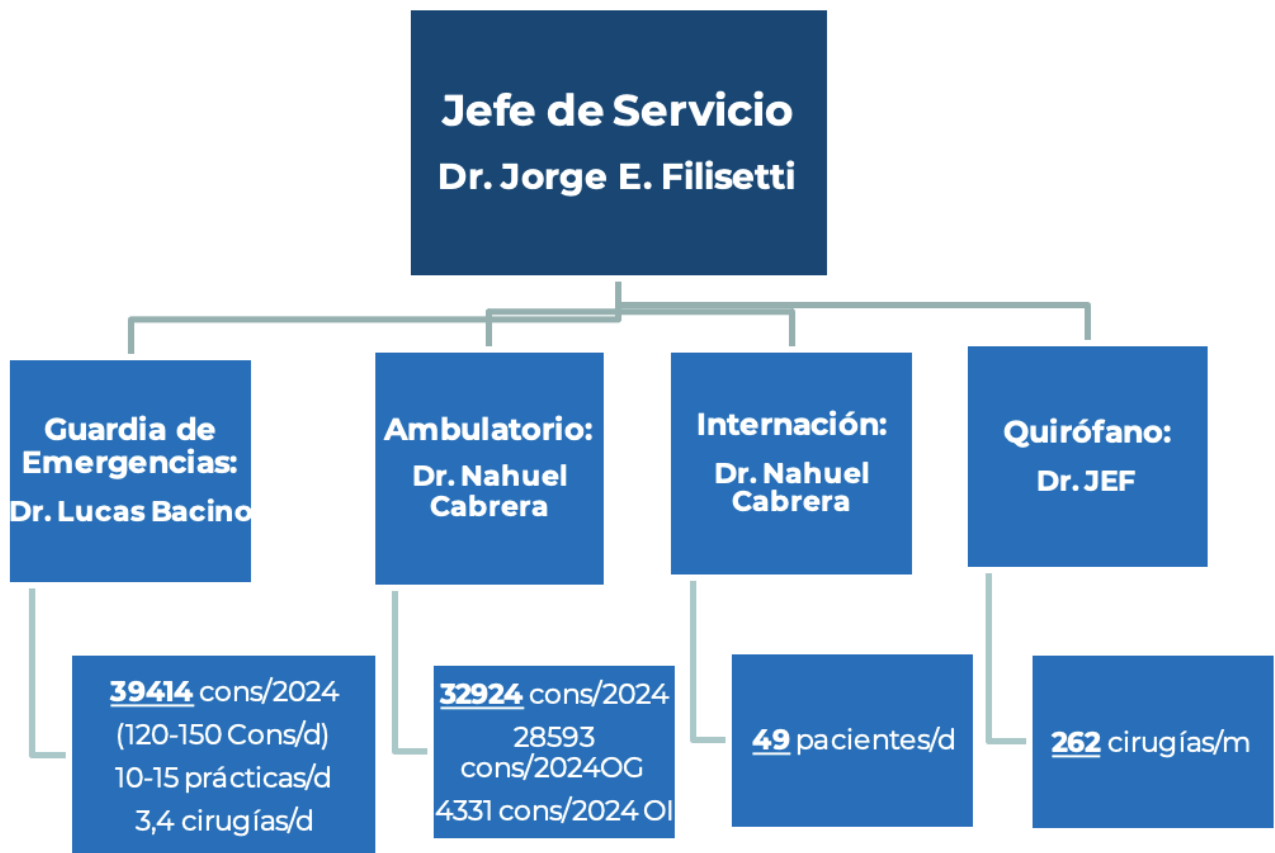 Jefe de Servicio
Dr. Jorge E. Filisetti
Guardia de
Emergencias:
Dr. Lucas Bacino
Ambulatorio:
Dr. Nahuel
Cabrera
Internación:
Dr. Nahuel
Cabrera
Quirófano:
Dr. JEF
39414 cons/2024
(120-150 Cons/d)
10-15 prácticas/d
3,4 cirugías/d
32924 cons/2024
28593
cons/2024OG
4331 cons/2024 OI
49 pacientes/d
262 cirugías/m